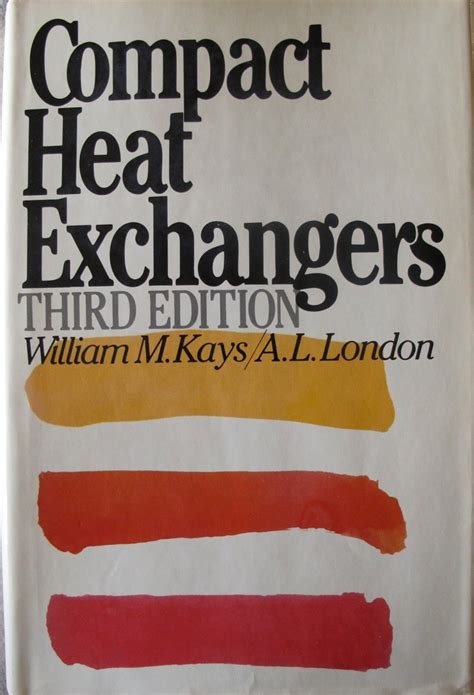 Compact
Heat
Exchangers
THIRD EDITION
William M.Kays/A.L.London